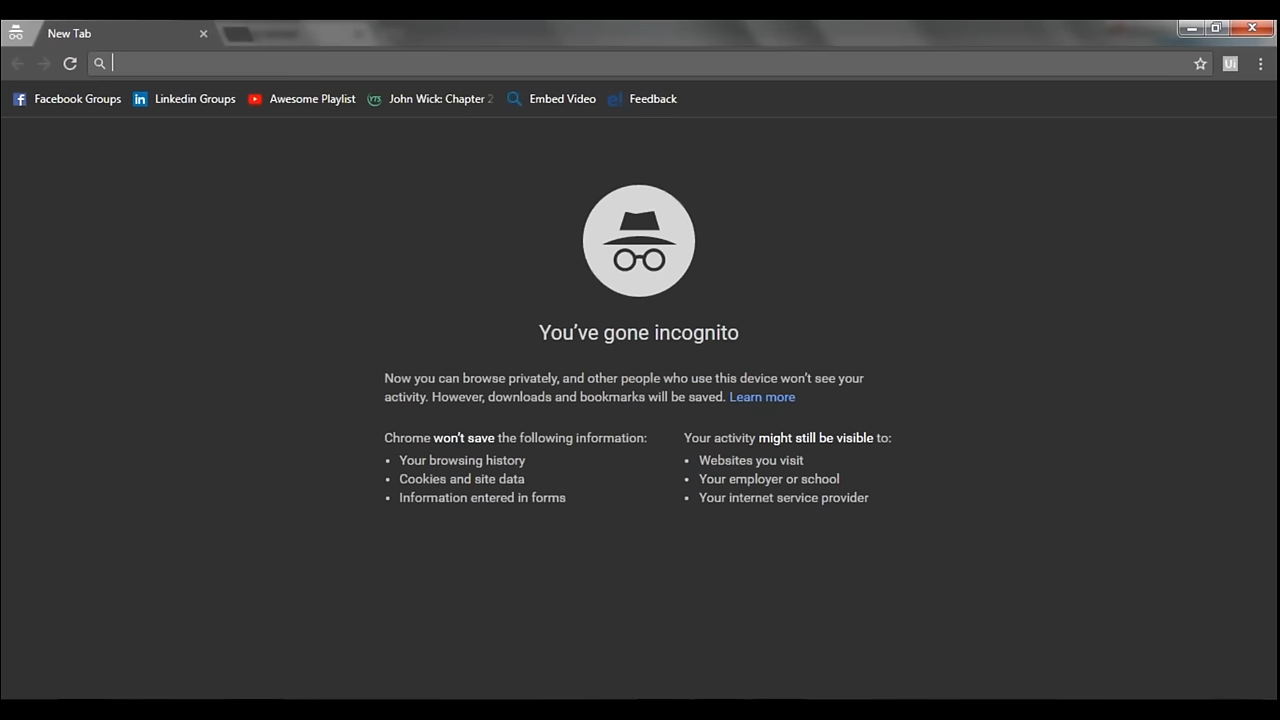 New Tab
Facebook Groups
in
Linkedin Groups
Awesome Playlist
YTS
John Wick: Chapter 2
Embed Video
e!
Feedback
Ui
You've gone incognito
Now you can browse privately, and other people who use this device won't see your
activity. However, downloads and bookmarks will be saved. Learn more
Chrome won't save the following information:
• Your browsing history
• Cookies and site data
• Information entered in forms
Your activity might still be visible to:
• Websites you visit
• Your employer or school
• Your internet service provider